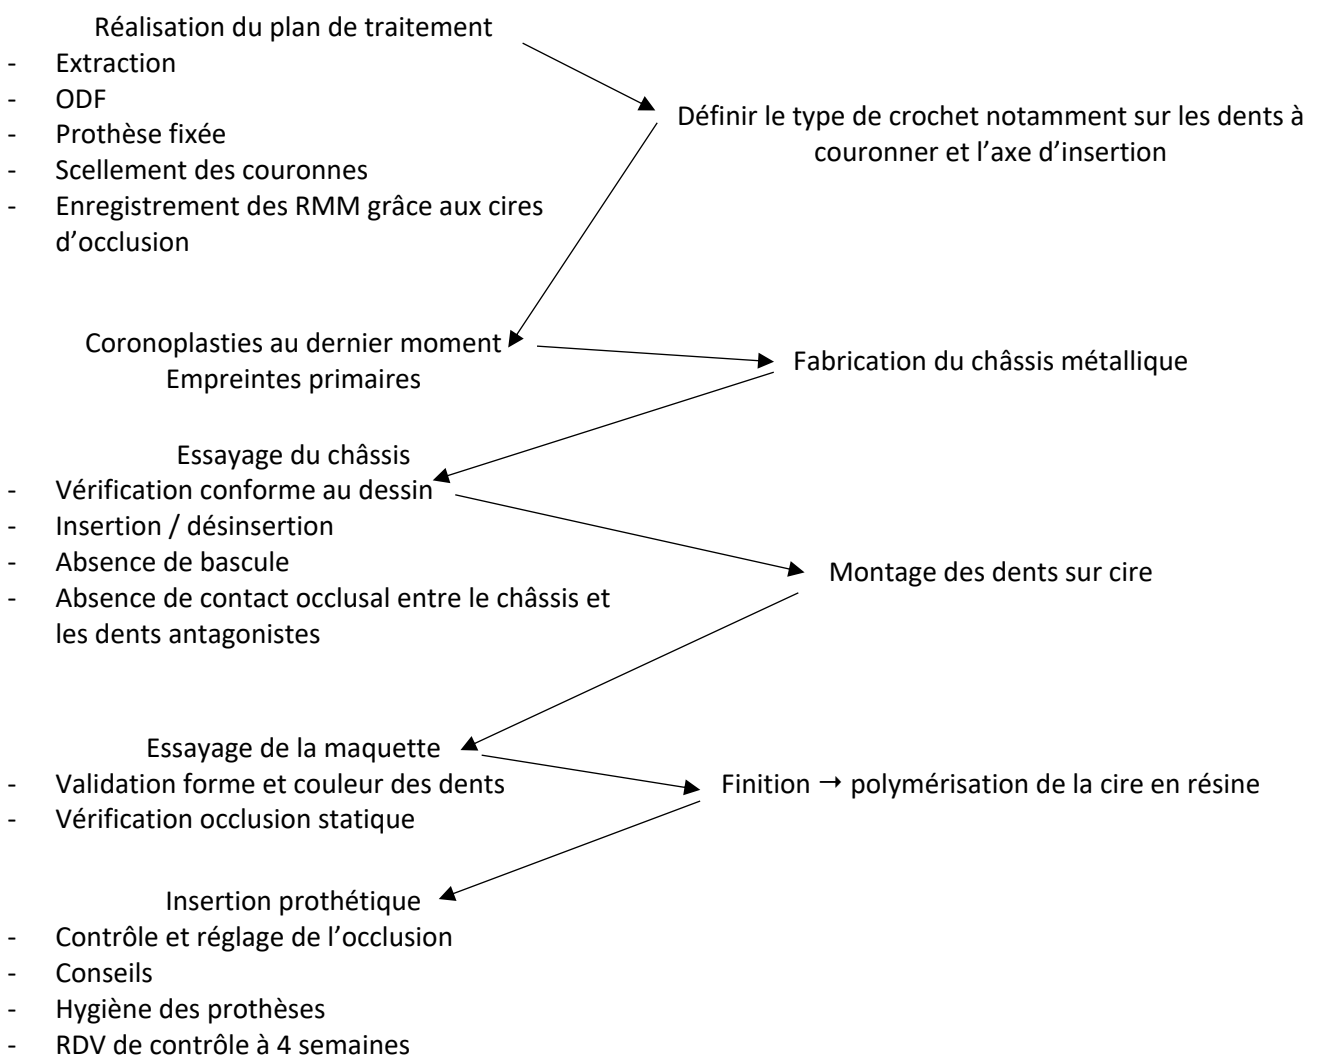 Réalisation du plan de traitement
- Extraction
- ODF
- Prothèse fixée
- Scellement des couronnes
- Enregistrement des RMM grâce aux cires
d’occlusion
Définir le type de crochet notamment sur les dents à
couronner et l’axe d’insertion
Coronoplasties au dernier moment
Empreintes primaires
Fabrication du châssis métallique
Essayage du châssis
- Vérification conforme au dessin
- Insertion / désinsertion
- Absence de bascule
- Absence de contact occlusal entre le châssis et
les dents antagonistes
Montage des dents sur cire
Essayage de la maquette
- Validation forme et couleur des dents
- Vérification occlusion statique
Finition → polymérisation de la cire en résine
Insertion prothétique
- Contrôle et réglage de l’occlusion
- Conseils
- Hygiène des prothèses
- RDV de contrôle à 4 semaines